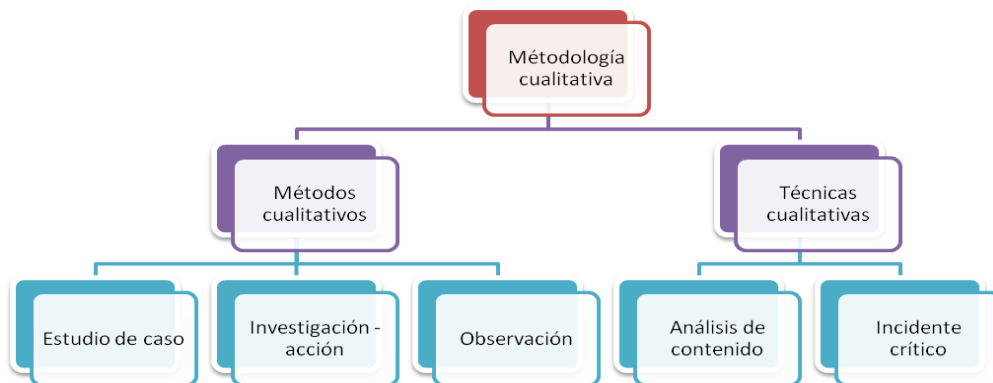 Métodología
cualitativa
Métodos
cualitativos
Técnicas
cualitativas
Estudio de caso
Investigación -
acción
Observación
Análisis de
contenido
Incidente
crítico